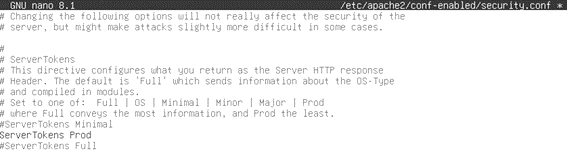 GNU nano 8.1 /etc/apache2/conf-enabled/security.conf *
# Changing the following options will not really affect the security of the
# server, but might make attacks slightly more difficult in some cases.
#
# ServerTokens
# This directive configures what you return as the Server HTTP response
# Header. The default is 'Full' which sends information about the OS-Type
# and compiled in modules.
# Set to one of:  Full | OS | Minimal | Minor | Major | Prod
# where Full conveys the most information, and Prod the least.
#ServerTokens Minimal
ServerTokens Prod
#ServerTokens Full